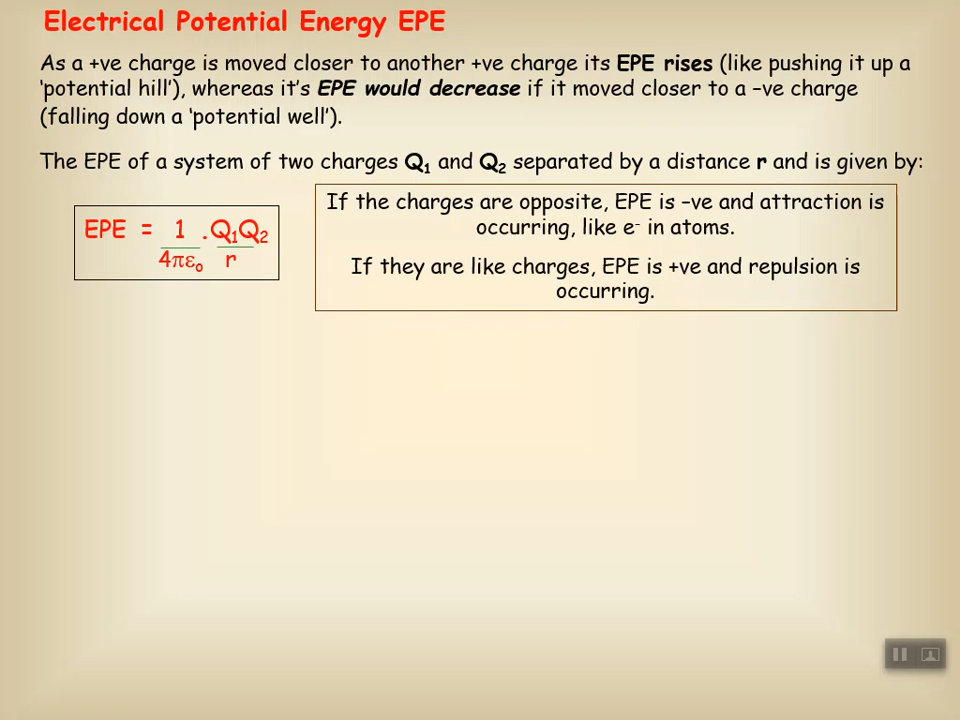 Electrical Potential Energy EPE
As a +ve charge is moved closer to another +ve charge its EPE rises (like pushing it up a
‘potential hill’), whereas it’s EPE would decrease if it moved closer to a –ve charge
(falling down a ‘potential well’).
The EPE of a system of two charges Q₁ and Q₂ separated by a distance r and is given by:
EPE = 1 .Q₁Q₂
4πεₒ r
If the charges are opposite, EPE is –ve and attraction is
occurring, like e⁻ in atoms.
If they are like charges, EPE is +ve and repulsion is
occurring.